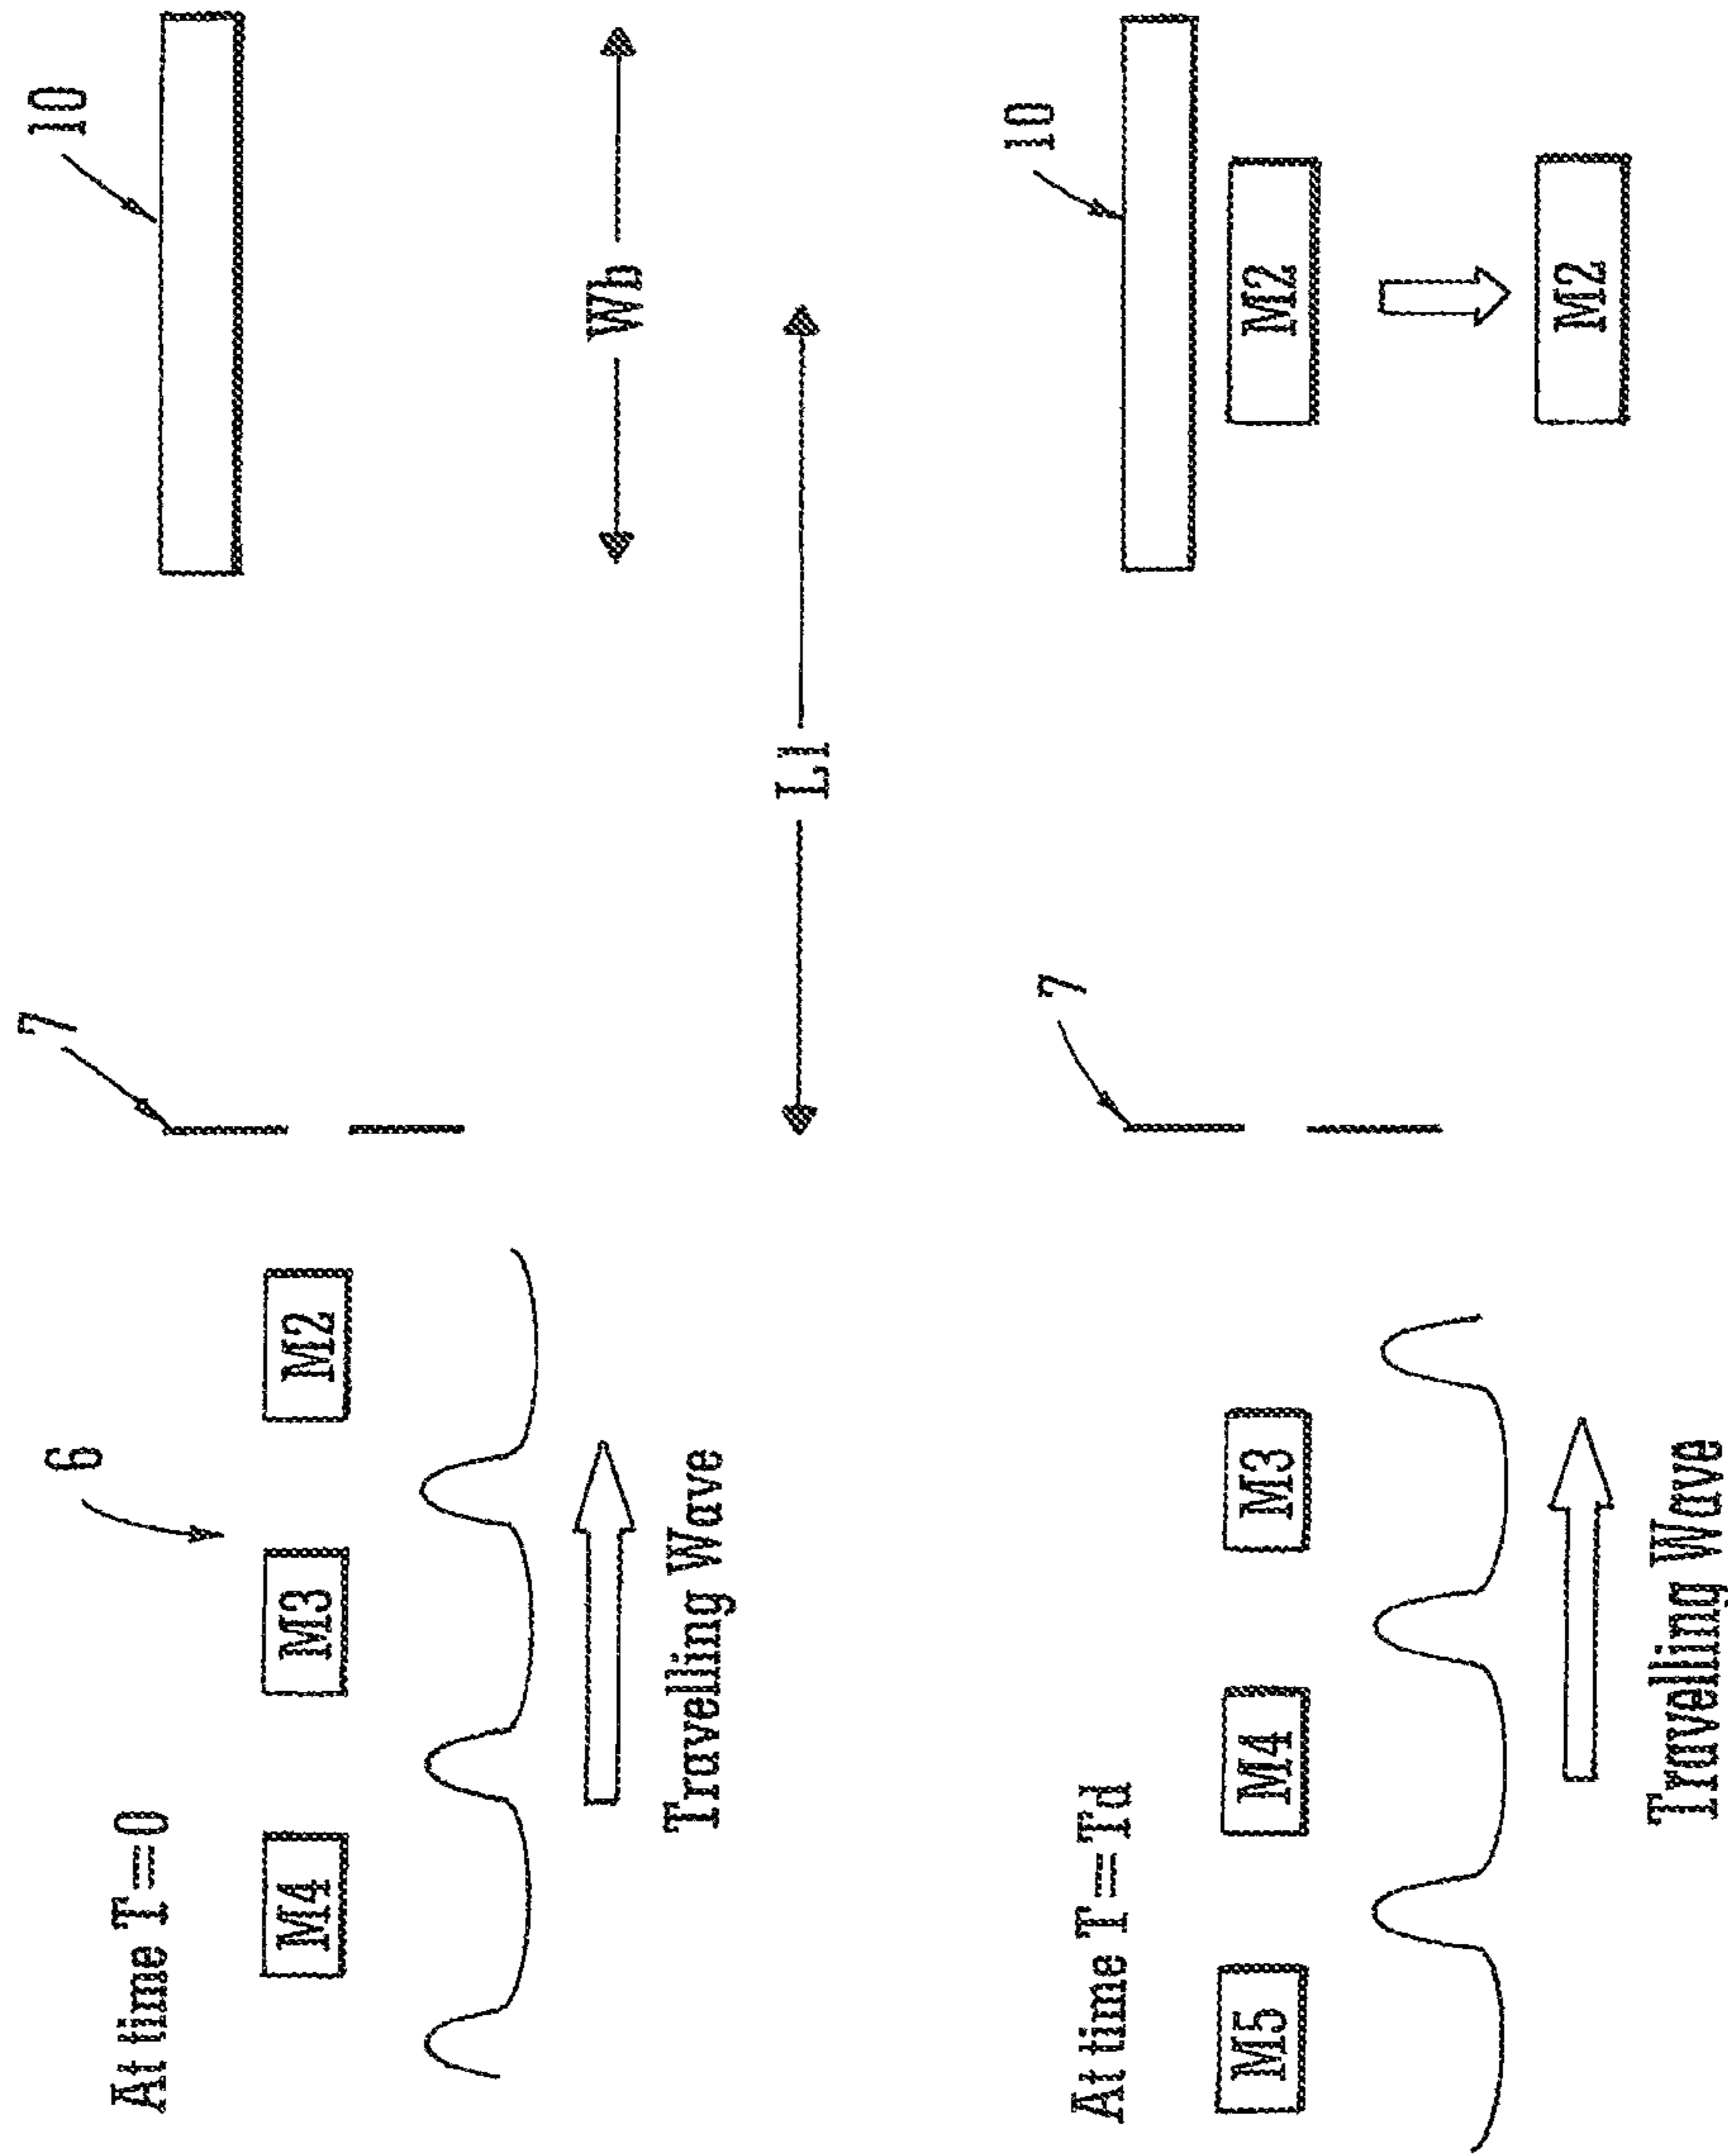 At time T=0
6
7
10
M4
M3
M2
Travelling Wave
Wb
L1
At time T=Td
7
10
M5
M4
M3
M2
Travelling Wave
M2